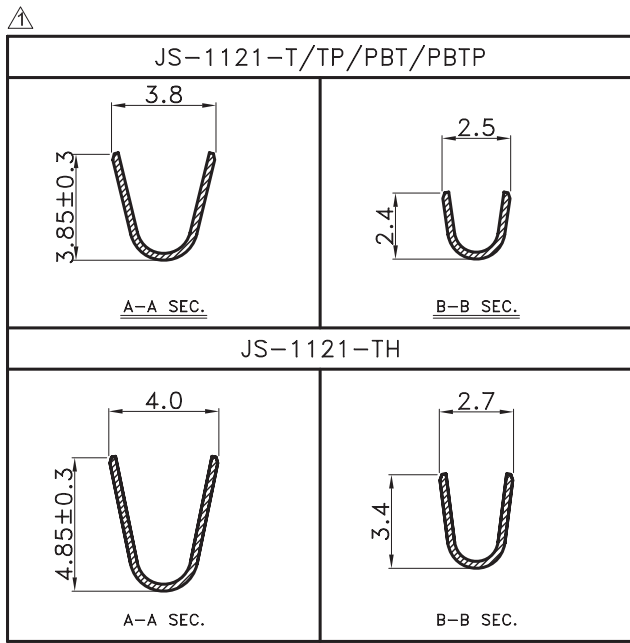 1
JS-1121-T/TP/PBT/PBTP
3.8
3.85±0.3
A-A SEC.
2.5
2.4
B-B SEC.
JS-1121-TH
4.0
4.85±0.3
A-A SEC.
2.7
3.4
B-B SEC.